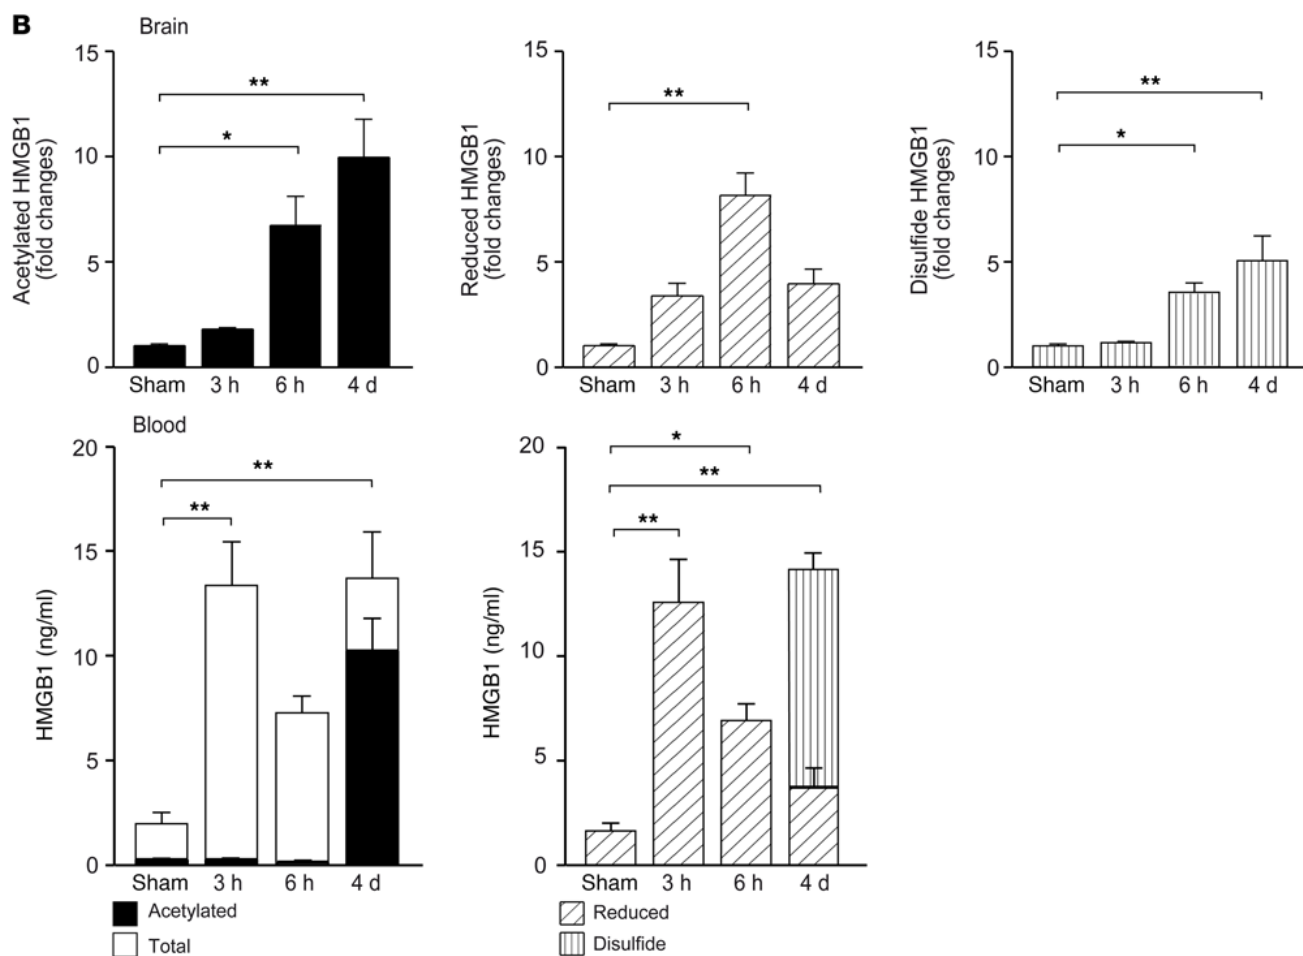 B
Brain
Acetylated HMGB1
(fold changes)
15
10
5
0
**
*
Sham 3 h 6 h 4 d
Reduced HMGB1
(fold changes)
15
10
5
0
**
Sham 3 h 6 h 4 d
Disulfide HMGB1
(fold changes)
15
10
5
0
**
*
Sham 3 h 6 h 4 d
Blood
HMGB1 (ng/ml)
20
15
10
5
0
**
**
Sham 3 h 6 h 4 d
Acetylated
Total
HMGB1 (ng/ml)
20
15
10
5
0
*
**
**
Sham 3 h 6 h 4 d
Reduced
Disulfide